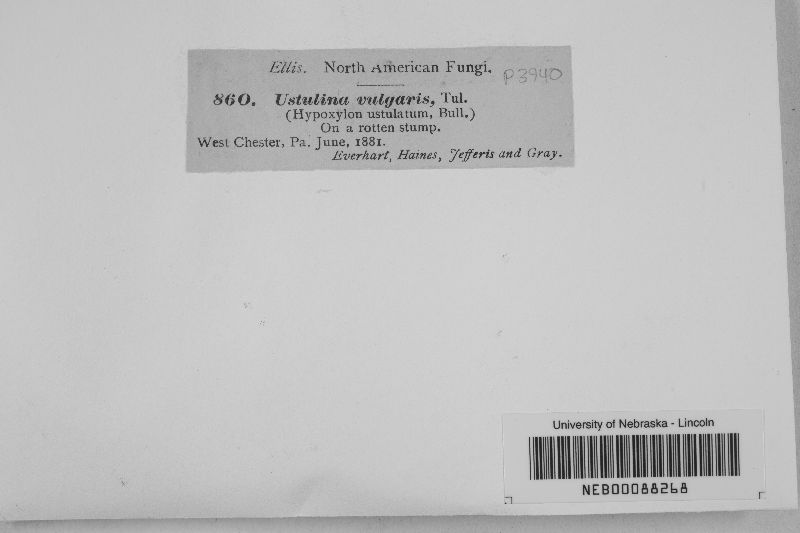 Ellis. North American Fungi. P3940
860. Ustulina vulgaris, Tul.
(Hypoxylon ustulatum, Bull.)
On a rotten stump.
West Chester, Pa. June, 1881.
Everhart, Haines, Jefferis and Gray.
University of Nebraska - Lincoln
NEB00088268